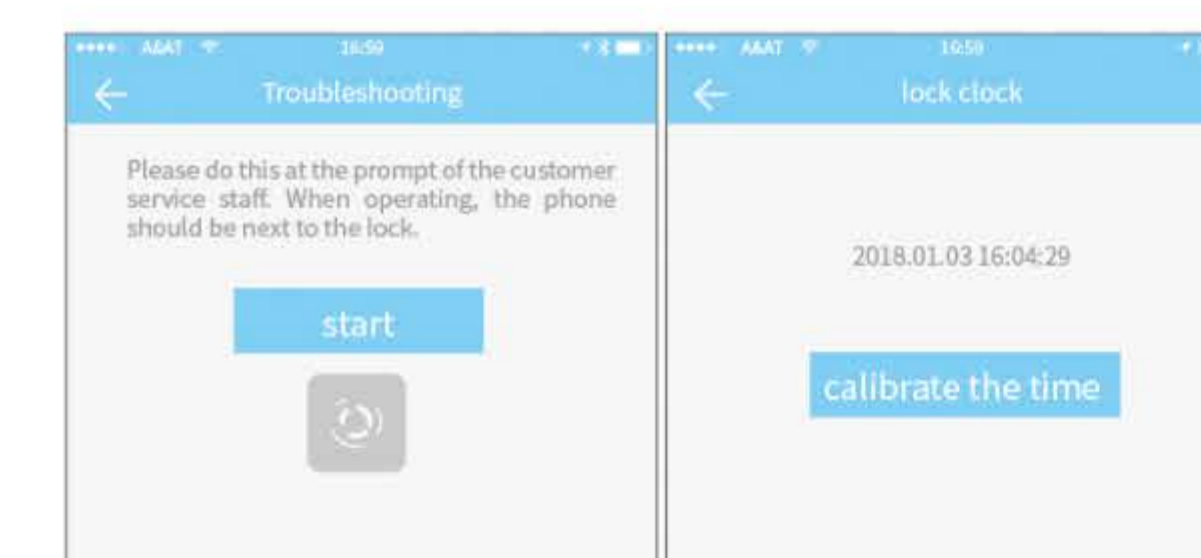 A&AT 16:59
Troubleshooting
Please do this at the prompt of the customer
service staff. When operating, the phone
should be next to the lock.
start
A&AT 16:59
lock clock
2018.01.03 16:04:29
calibrate the time